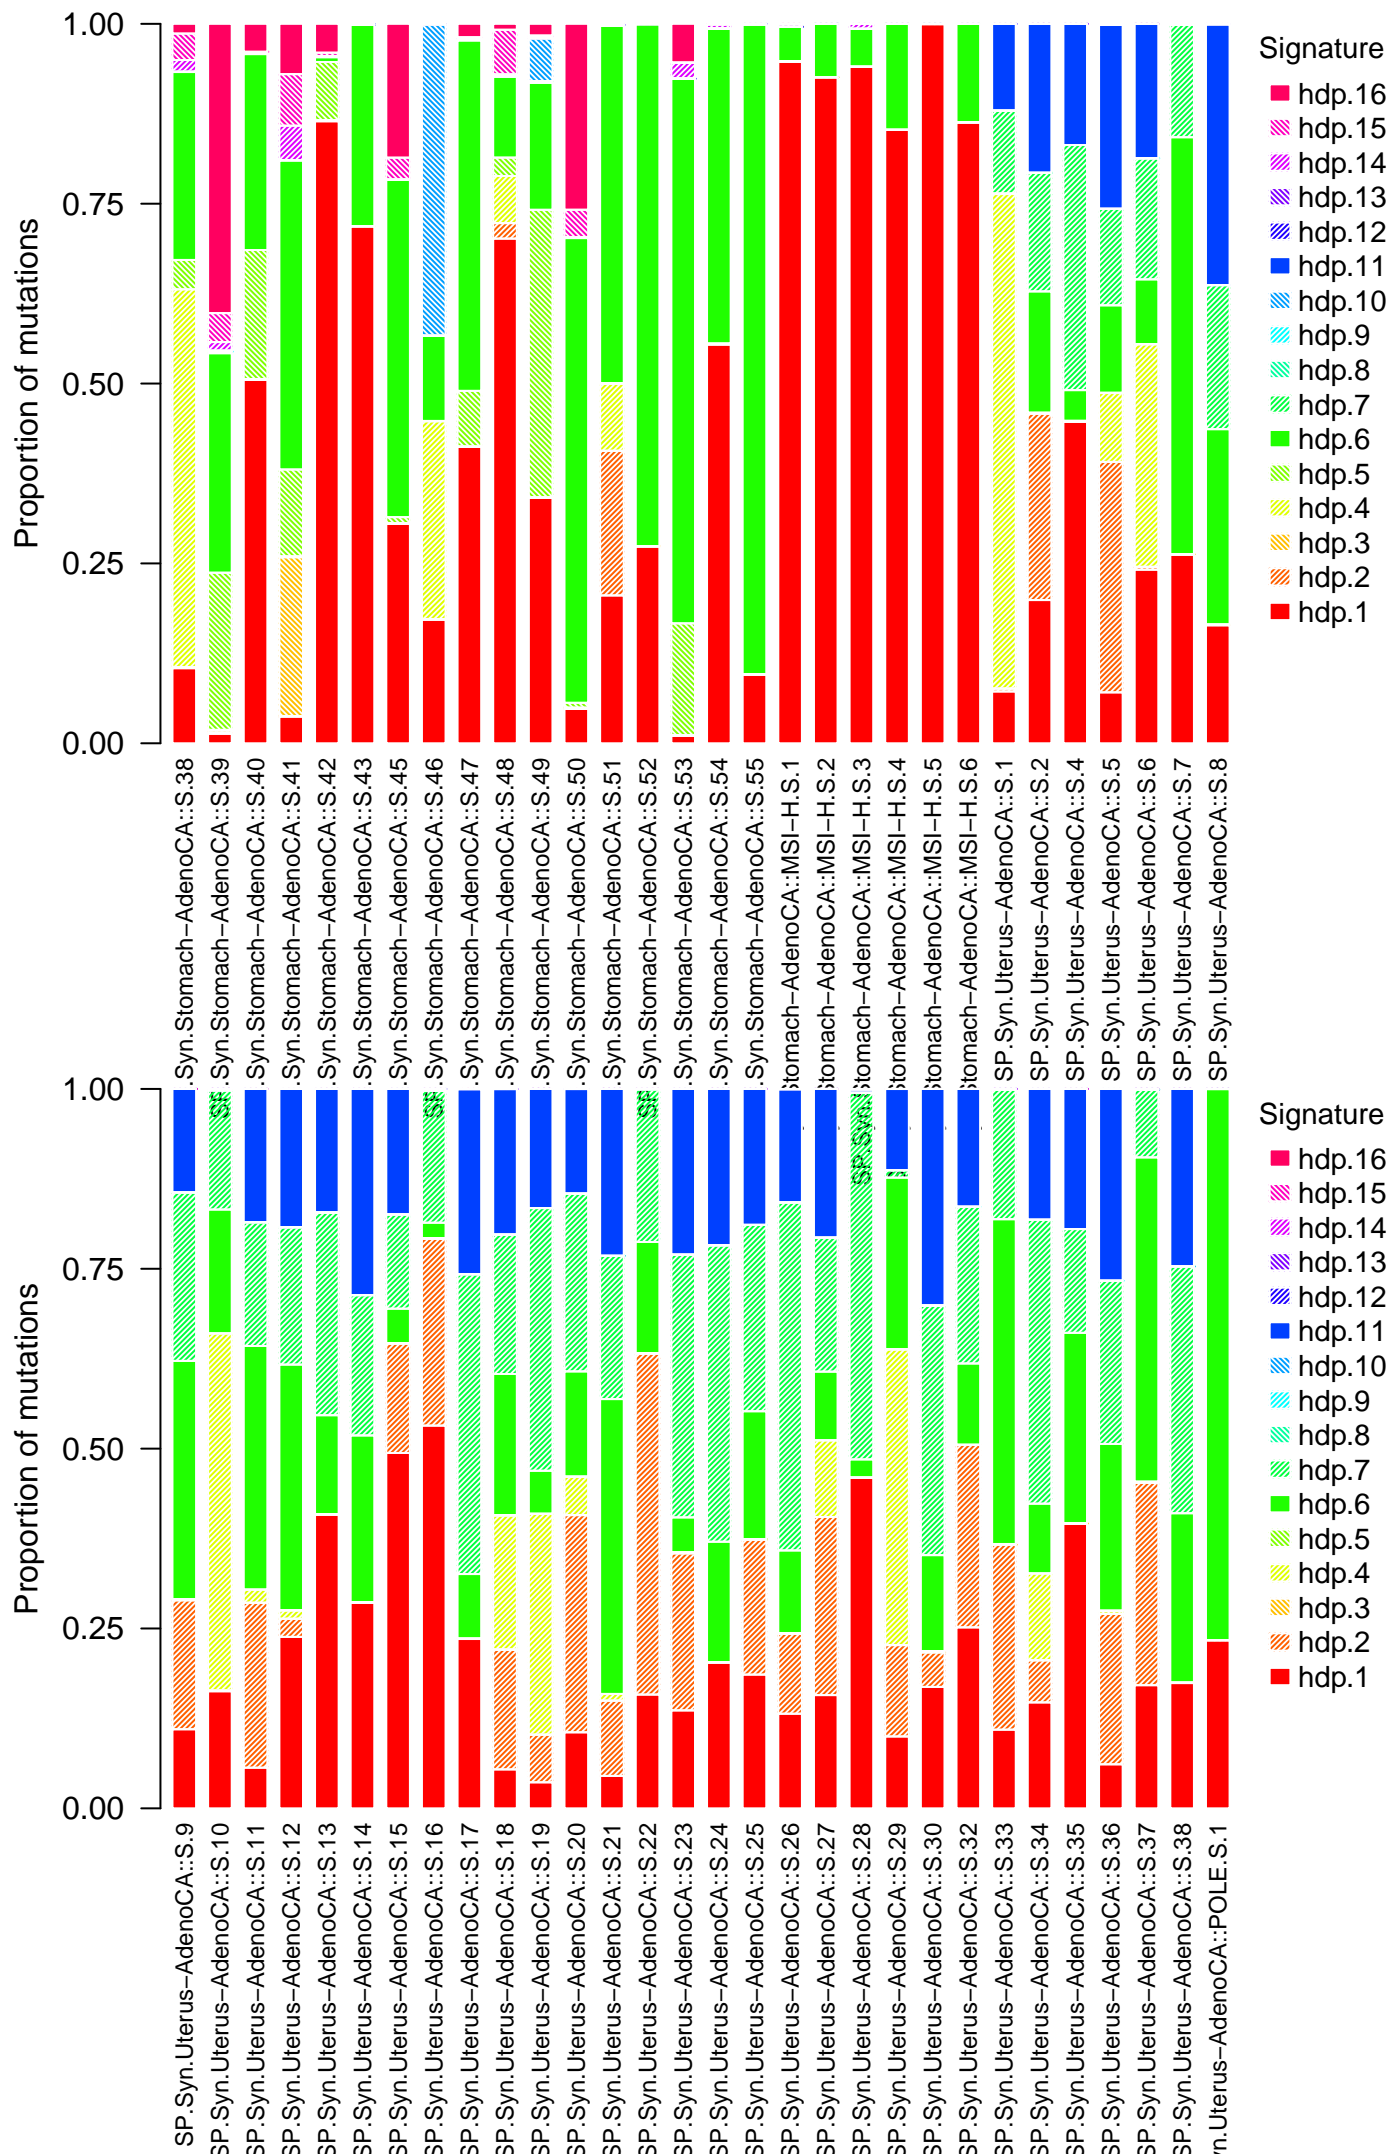 Proportion of mutations
1.00
0.75
0.50
0.25
0.00
.Syn.Stomach−AdenoCA::S.38
.Syn.Stomach−AdenoCA::S.39
.Syn.Stomach−AdenoCA::S.40
.Syn.Stomach−AdenoCA::S.41
.Syn.Stomach−AdenoCA::S.42
.Syn.Stomach−AdenoCA::S.43
.Syn.Stomach−AdenoCA::S.45
.Syn.Stomach−AdenoCA::S.46
.Syn.Stomach−AdenoCA::S.47
.Syn.Stomach−AdenoCA::S.48
.Syn.Stomach−AdenoCA::S.49
.Syn.Stomach−AdenoCA::S.50
.Syn.Stomach−AdenoCA::S.51
.Syn.Stomach−AdenoCA::S.52
.Syn.Stomach−AdenoCA::S.53
.Syn.Stomach−AdenoCA::S.54
.Syn.Stomach−AdenoCA::S.55
Stomach−AdenoCA::MSI−H.S.1
Stomach−AdenoCA::MSI−H.S.2
SP.Syn.Stomach−AdenoCA::MSI−H.S.3
Stomach−AdenoCA::MSI−H.S.4
Stomach−AdenoCA::MSI−H.S.5
Stomach−AdenoCA::MSI−H.S.6
SP.Syn.Uterus−AdenoCA::S.1
SP.Syn.Uterus−AdenoCA::S.2
SP.Syn.Uterus−AdenoCA::S.4
SP.Syn.Uterus−AdenoCA::S.5
SP.Syn.Uterus−AdenoCA::S.6
SP.Syn.Uterus−AdenoCA::S.7
SP.Syn.Uterus−AdenoCA::S.8
Signature
hdp.16
hdp.15
hdp.14
hdp.13
hdp.12
hdp.11
hdp.10
hdp.9
hdp.8
hdp.7
hdp.6
hdp.5
hdp.4
hdp.3
hdp.2
hdp.1
Proportion of mutations
1.00
0.75
0.50
0.25
0.00
SP
SP
SP
SP.Syn.Uterus−AdenoCA::S.9
SP.Syn.Uterus−AdenoCA::S.10
SP.Syn.Uterus−AdenoCA::S.11
SP.Syn.Uterus−AdenoCA::S.12
SP.Syn.Uterus−AdenoCA::S.13
SP.Syn.Uterus−AdenoCA::S.14
SP.Syn.Uterus−AdenoCA::S.15
SP.Syn.Uterus−AdenoCA::S.16
SP.Syn.Uterus−AdenoCA::S.17
SP.Syn.Uterus−AdenoCA::S.18
SP.Syn.Uterus−AdenoCA::S.19
SP.Syn.Uterus−AdenoCA::S.20
SP.Syn.Uterus−AdenoCA::S.21
SP.Syn.Uterus−AdenoCA::S.22
SP.Syn.Uterus−AdenoCA::S.23
SP.Syn.Uterus−AdenoCA::S.24
SP.Syn.Uterus−AdenoCA::S.25
SP.Syn.Uterus−AdenoCA::S.26
SP.Syn.Uterus−AdenoCA::S.27
SP.Syn.Uterus−AdenoCA::S.28
SP.Syn.Uterus−AdenoCA::S.29
SP.Syn.Uterus−AdenoCA::S.30
SP.Syn.Uterus−AdenoCA::S.32
SP.Syn.Uterus−AdenoCA::S.33
SP.Syn.Uterus−AdenoCA::S.34
SP.Syn.Uterus−AdenoCA::S.35
SP.Syn.Uterus−AdenoCA::S.36
SP.Syn.Uterus−AdenoCA::S.37
SP.Syn.Uterus−AdenoCA::S.38
yn.Uterus−AdenoCA::POLE.S.1
Signature
hdp.16
hdp.15
hdp.14
hdp.13
hdp.12
hdp.11
hdp.10
hdp.9
hdp.8
hdp.7
hdp.6
hdp.5
hdp.4
hdp.3
hdp.2
hdp.1